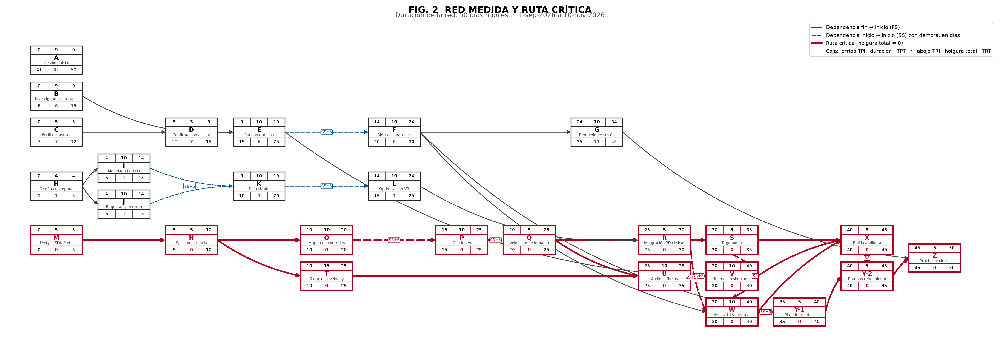 FIG. 2  RED MEDIDA Y RUTA CRÍTICA
Duración de la red: 50 días hábiles · 1-sep-2026 a 10-nov-2026
Dependencia fin → inicio (FS)
Dependencia inicio → inicio (SS) con demora, en días
Ruta crítica (holgura total = 0)
Caja: arriba TPI · duración · TPT / abajo TRI · holgura total · TRT
0 9 9
A
Gestión inicial
41 41 50
0 9 9
B
Investig. musicoterapia
6 6 15
0 5 5
C
Perfil del asesor
7 7 12
5 3 8
D
Confirmación asesor
12 7 15
9 10 19
E
Rutinas rítmicas
15 6 25
SS+5
14 10 24
F
Métricas motrices
20 6 30
24 10 34
G
Protocolo de sesión
35 11 45
0 4 4
H
Diseño conceptual
1 1 5
4 10 14
I
Modelado batería
5 1 15
4 10 14
J
Baquetas y entorno
5 1 15
SS+5
9 10 19
K
Texturizado
10 1 20
SS+5
14 10 24
L
Optimización VR
15 1 25
0 5 5
M
Unity + SDK Meta
0 0 5
5 5 10
N
Spike de latencia
5 0 10
10 10 20
O
Mapeo de controles
10 0 20
SS+5
15 10 25
P
Colisiones
15 0 25
SS+5
20 5 25
Q
Velocidad de impacto
20 0 25
25 5 30
R
Integración 3D+físicas
25 0 30
30 5 35
S
Ergonomía
30 0 35
40 5 45
X
Build candidata
40 0 45
SS
45 5 50
Z
Pruebas y cierre
45 0 50
10 15 25
T
Samples y velocity
10 0 25
25 10 35
U
Audio + físicas
25 0 35
SS+5
SS+5
30 10 40
V
Rutinas en simulador
30 0 40
SS
40 5 45
Y-2
Pruebas rendimiento
40 0 45
30 10 40
W
Menús, UI y métricas
30 0 40
SS+5
35 5 40
Y-1
Plan de pruebas
35 0 40